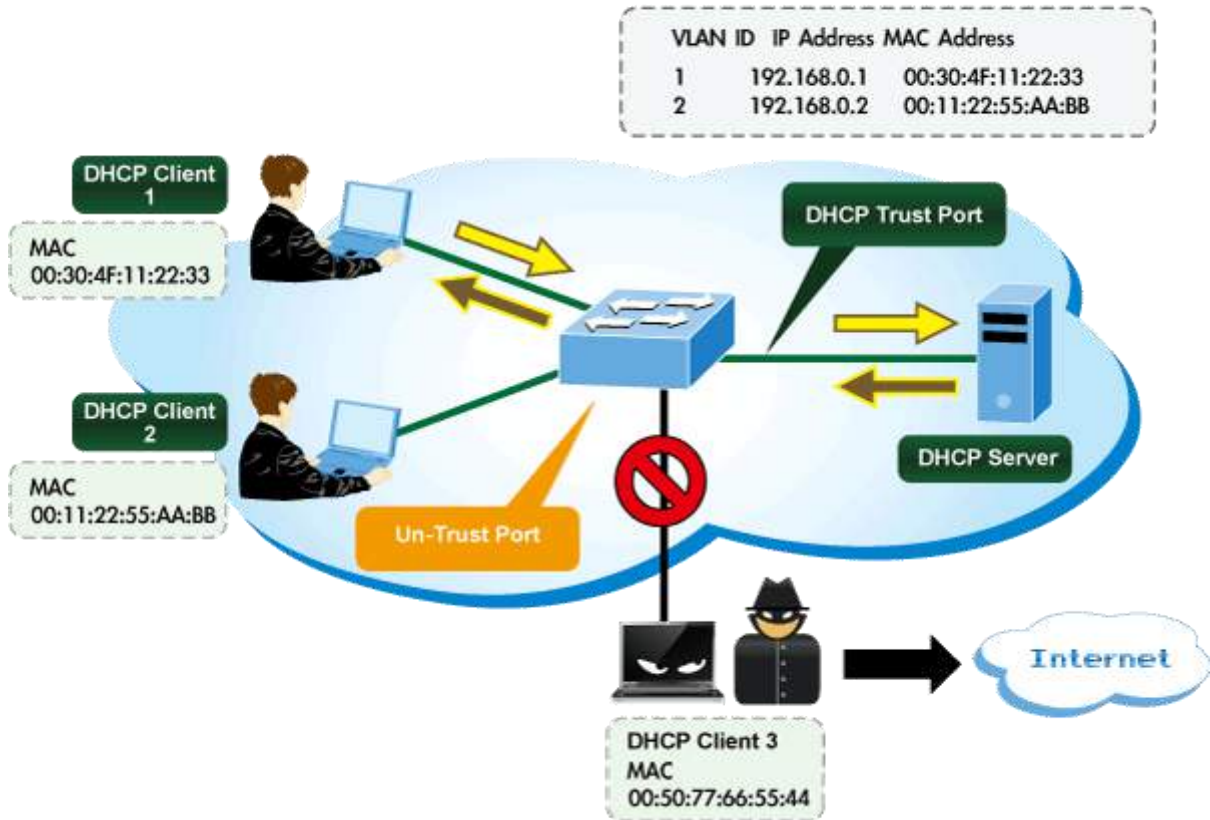 VLAN ID IP Address MAC Address
1 192.168.0.1 00:30:4F:11:22:33
2 192.168.0.2 00:11:22:55:AA:BB
DHCP Client
1
MAC
00:30:4F:11:22:33
DHCP Trust Port
DHCP Client
2
MAC
00:11:22:55:AA:BB
DHCP Server
Un-Trust Port
Internet
DHCP Client 3
MAC
00:50:77:66:55:44